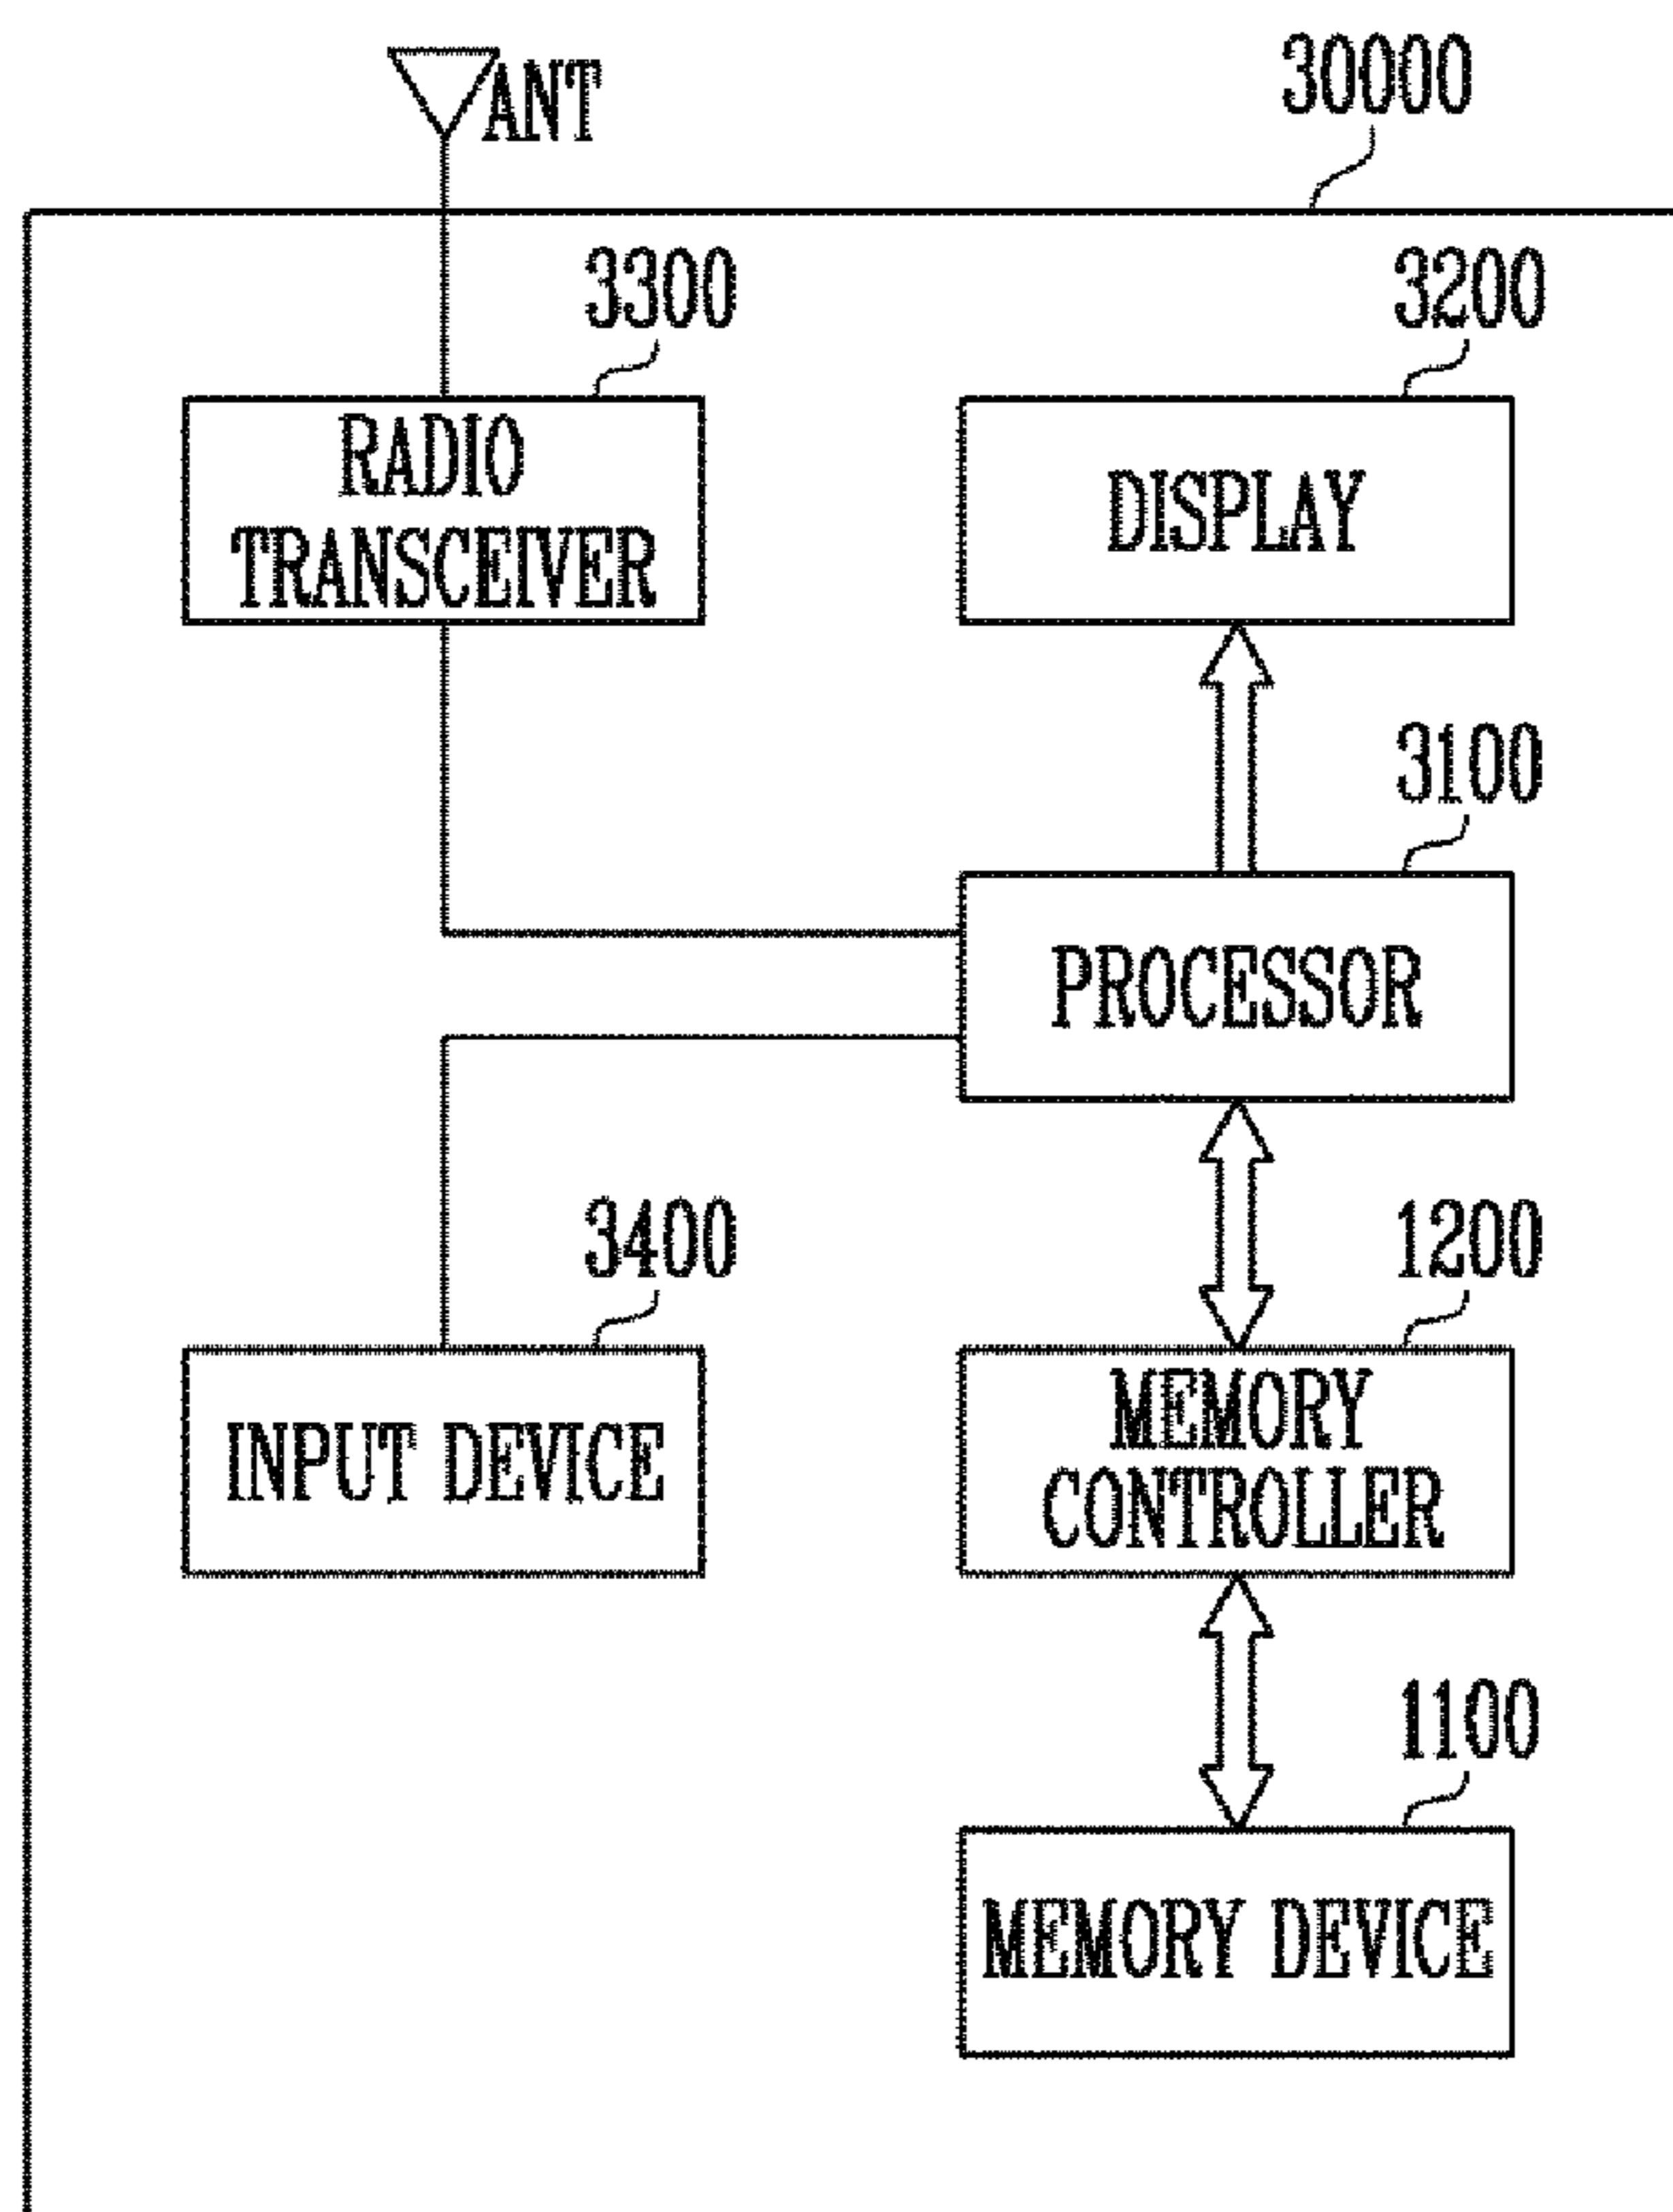 ANT
30000
3300
3200
RADIO
TRANSCEIVER
DISPLAY
3100
PROCESSOR
3400
1200
INPUT DEVICE
MEMORY
CONTROLLER
1100
MEMORY DEVICE